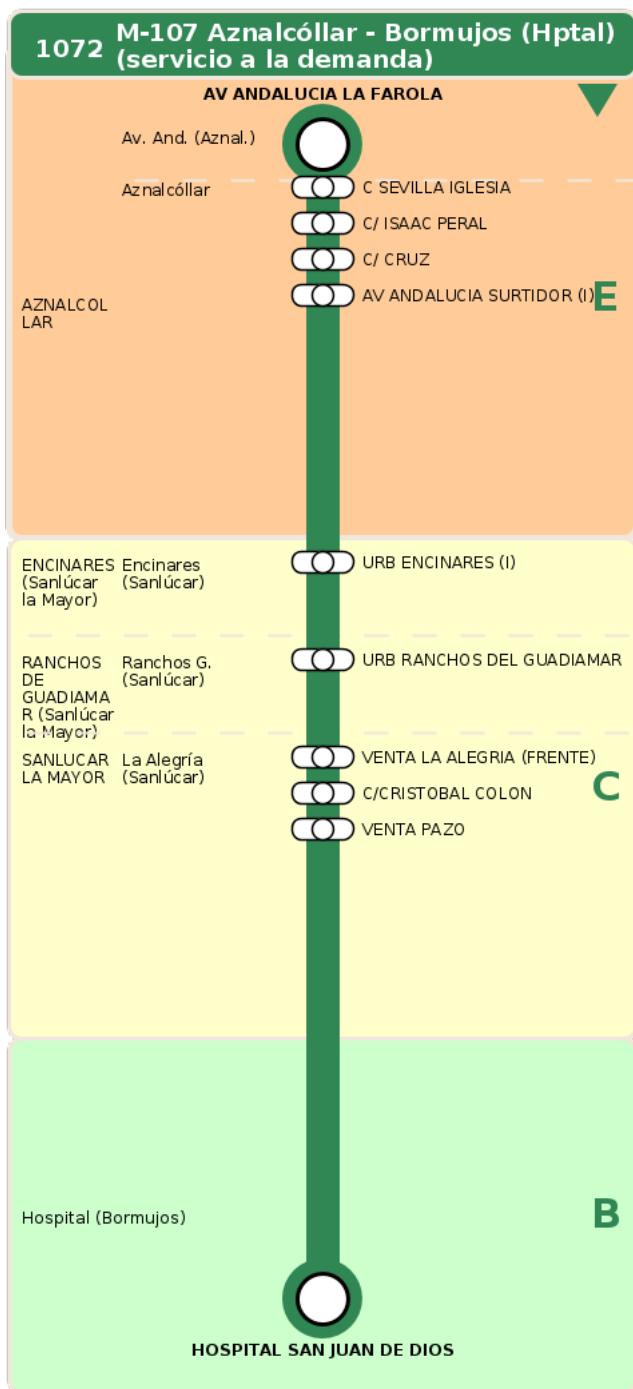 1072
M-107 Aznalcóllar - Bormujos (Hptal)
(servicio a la demanda)
AV ANDALUCIA LA FAROLA
Av. And. (Aznal.)
Aznalcóllar
C SEVILLA IGLESIA
C/ ISAAC PERAL
C/ CRUZ
AV ANDALUCIA SURTIDOR (I)
E
AZNALCOL
LAR
ENCINARES
(Sanlúcar
la Mayor)
Encinares
(Sanlúcar)
URB ENCINARES (I)
RANCHOS
DE
GUADIAMA
R (Sanlúcar
la Mayor)
Ranchos G.
(Sanlúcar)
URB RANCHOS DEL GUADIAMAR
SANLUCAR
LA MAYOR
La Alegría
(Sanlúcar)
VENTA LA ALEGRIA (FRENTE)
C
C/CRISTOBAL COLON
VENTA PAZO
Hospital (Bormujos)
B
HOSPITAL SAN JUAN DE DIOS